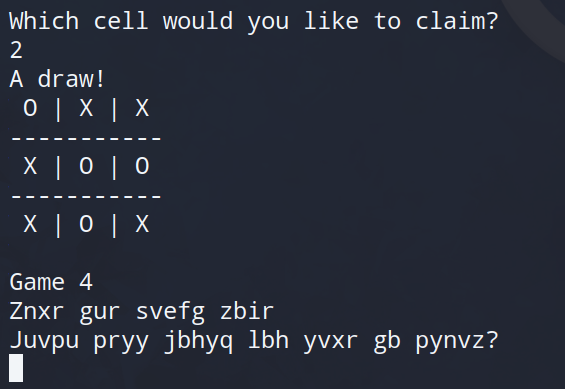 Which cell would you like to claim?
2
A draw!
O | X | X
-----------
X | O | O
-----------
X | O | X
Game 4
Znxr gur svefg zbir
Juvpu pryy jbhyq lbh yvxr gb pynvz?